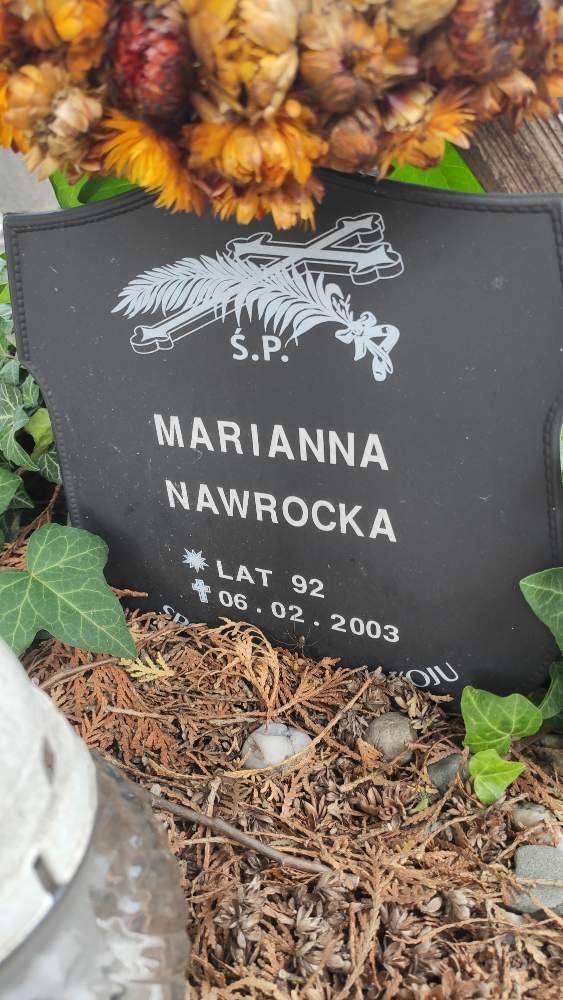 Ś.P.
MARIANNA
NAWROCKA
LAT 92
06.02.2003